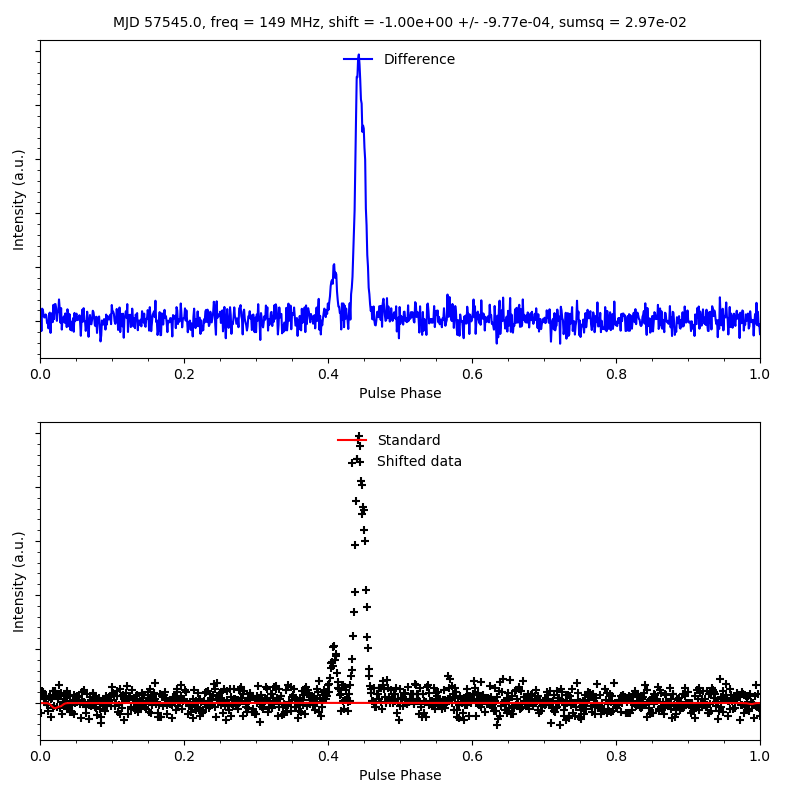 MJD 57545.0, freq = 149 MHz, shift = -1.00e+00 +/- -9.77e-04, sumsq = 2.97e-02
Difference
Intensity (a.u.)
0.0 0.2 0.4 0.6 0.8 1.0
Pulse Phase
Standard
Shifted data
Intensity (a.u.)
0.0 0.2 0.4 0.6 0.8 1.0
Pulse Phase